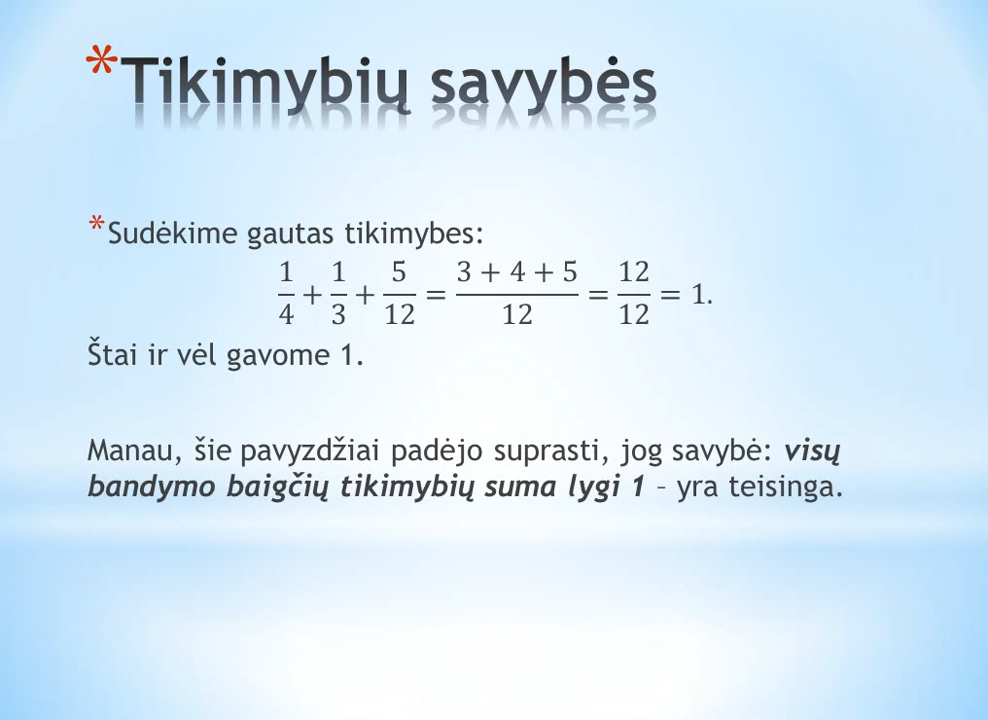 *Tikimybių savybės
*Sudėkime gautas tikimybes:
1/4 + 1/3 + 5/12 = (3 + 4 + 5)/12 = 12/12 = 1.
Štai ir vėl gavome 1.
Manau, šie pavyzdžiai padėjo suprasti, jog savybė: visų
bandymo baigčių tikimybių suma lygi 1 – yra teisinga.